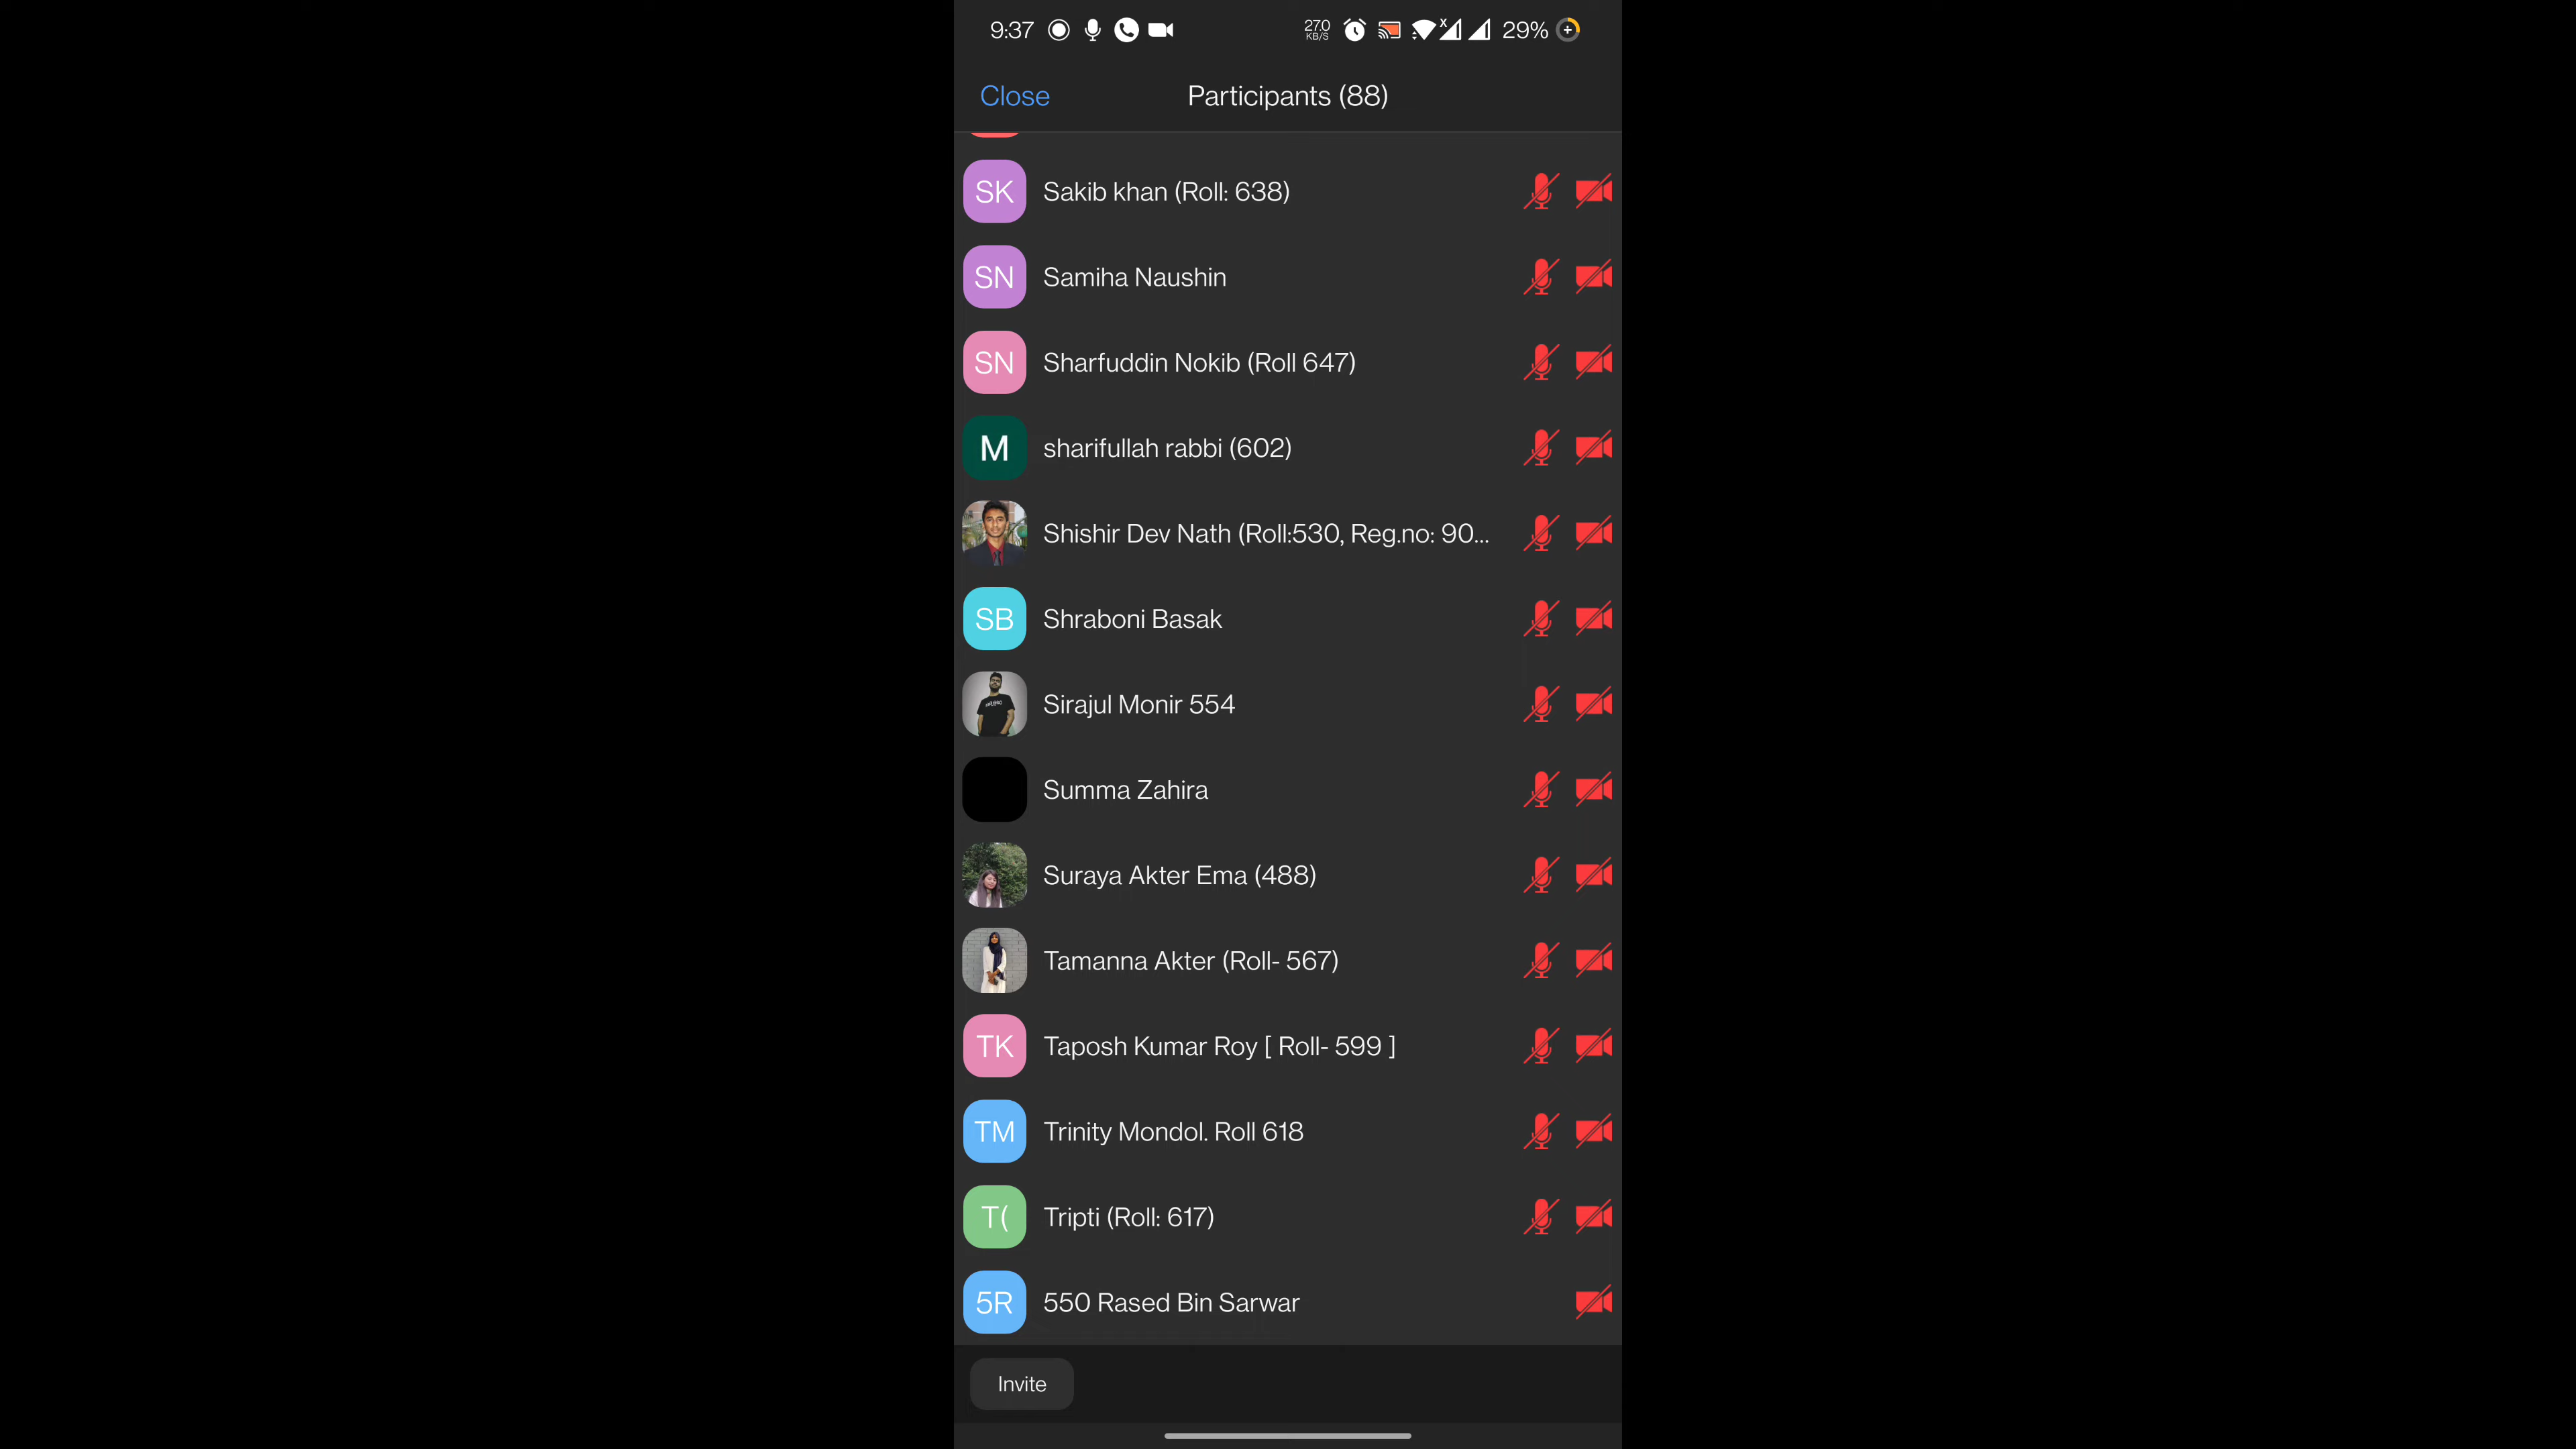 9:37 27.0 KB/S 29%
Close Participants (88)
SK Sakib khan (Roll: 638)
SN Samiha Naushin
SN Sharfuddin Nokib (Roll 647)
M sharifullah rabbi (602)
Shishir Dev Nath (Roll:530, Reg.no: 90...
SB Shraboni Basak
Sirajul Monir 554
Summa Zahira
Suraya Akter Ema (488)
Tamanna Akter (Roll- 567)
TK Taposh Kumar Roy [ Roll- 599 ]
TM Trinity Mondol. Roll 618
T( Tripti (Roll: 617)
5R 550 Rased Bin Sarwar
Invite